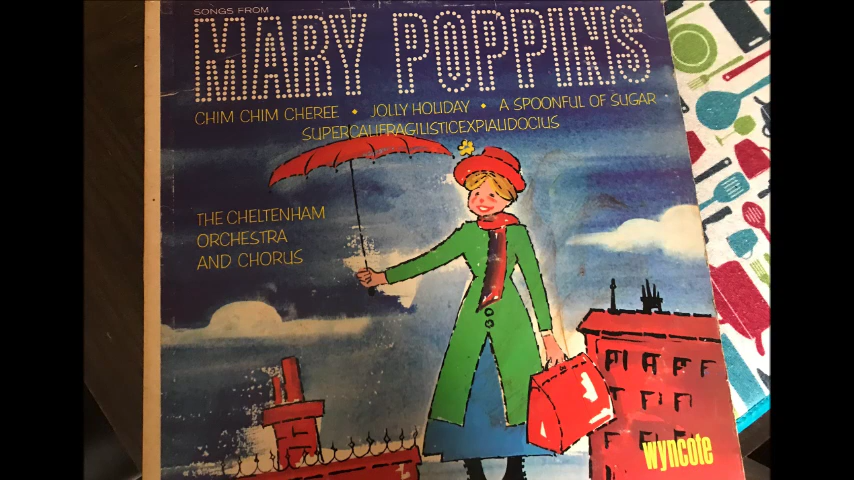 SONGS FROM
MARY POPPINS
CHIM CHIM CHEREE • JOLLY HOLIDAY • A SPOONFUL OF SUGAR
SUPERCALIFRAGILISTICEXPIALIDOCIUS
THE CHELTENHAM
ORCHESTRA
AND CHORUS
wyncote